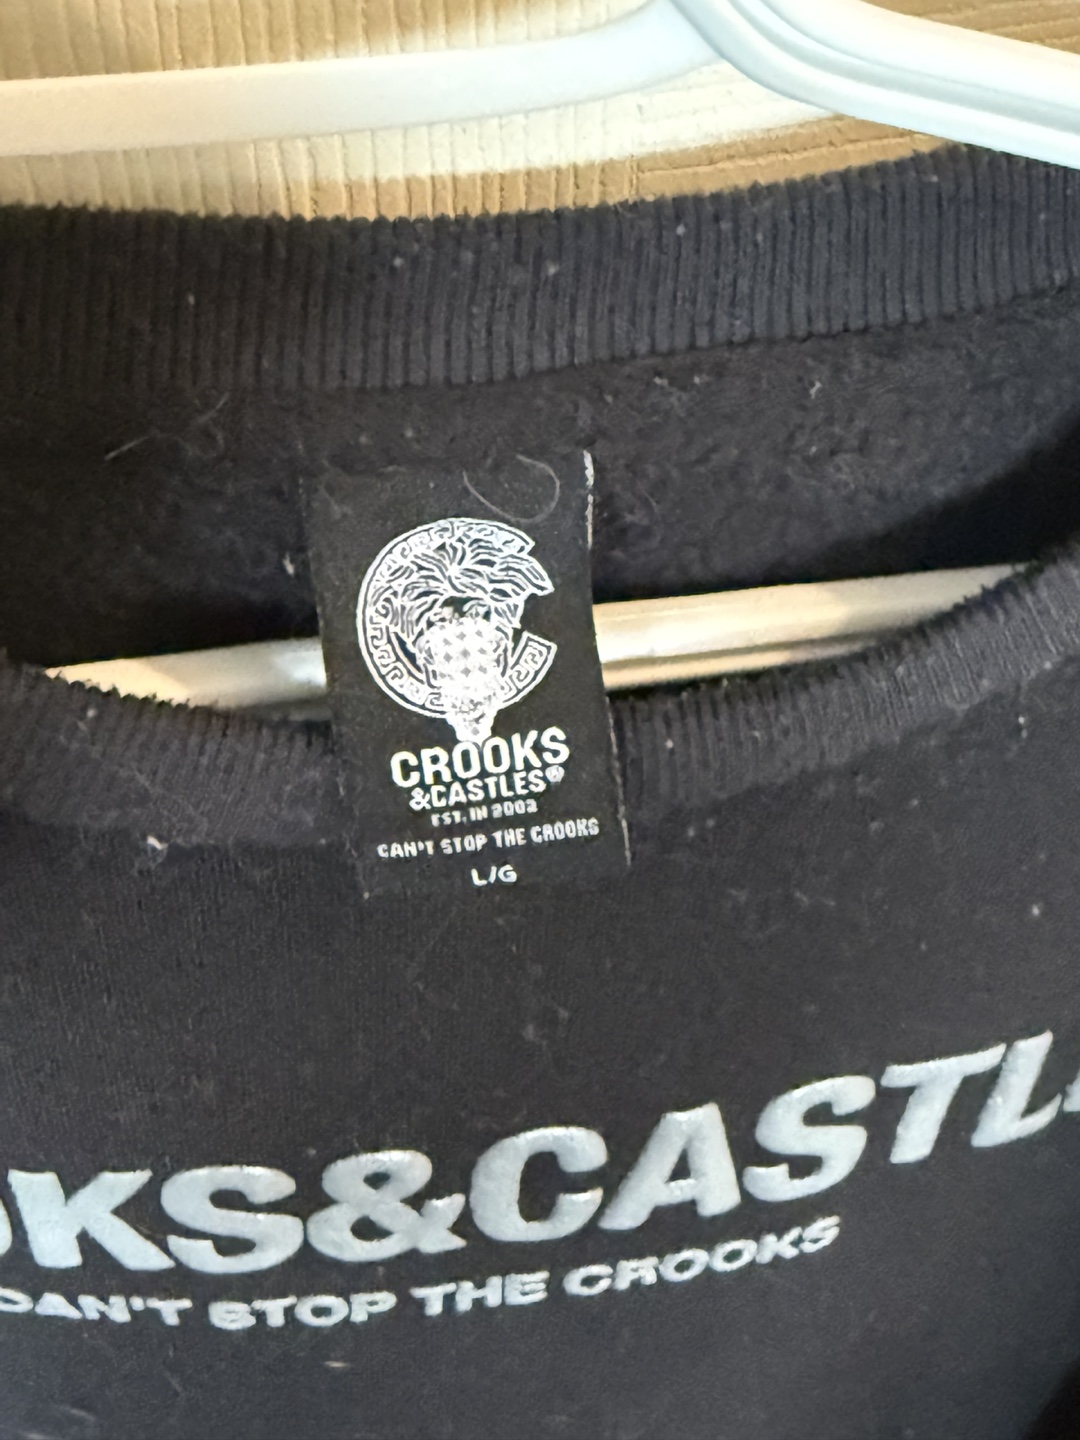 CROOKS
&CASTLES®
EST. IN 2002
CAN'T STOP THE CROOKS
L/G
OKS&CASTL
CAN'T STOP THE CROOKS